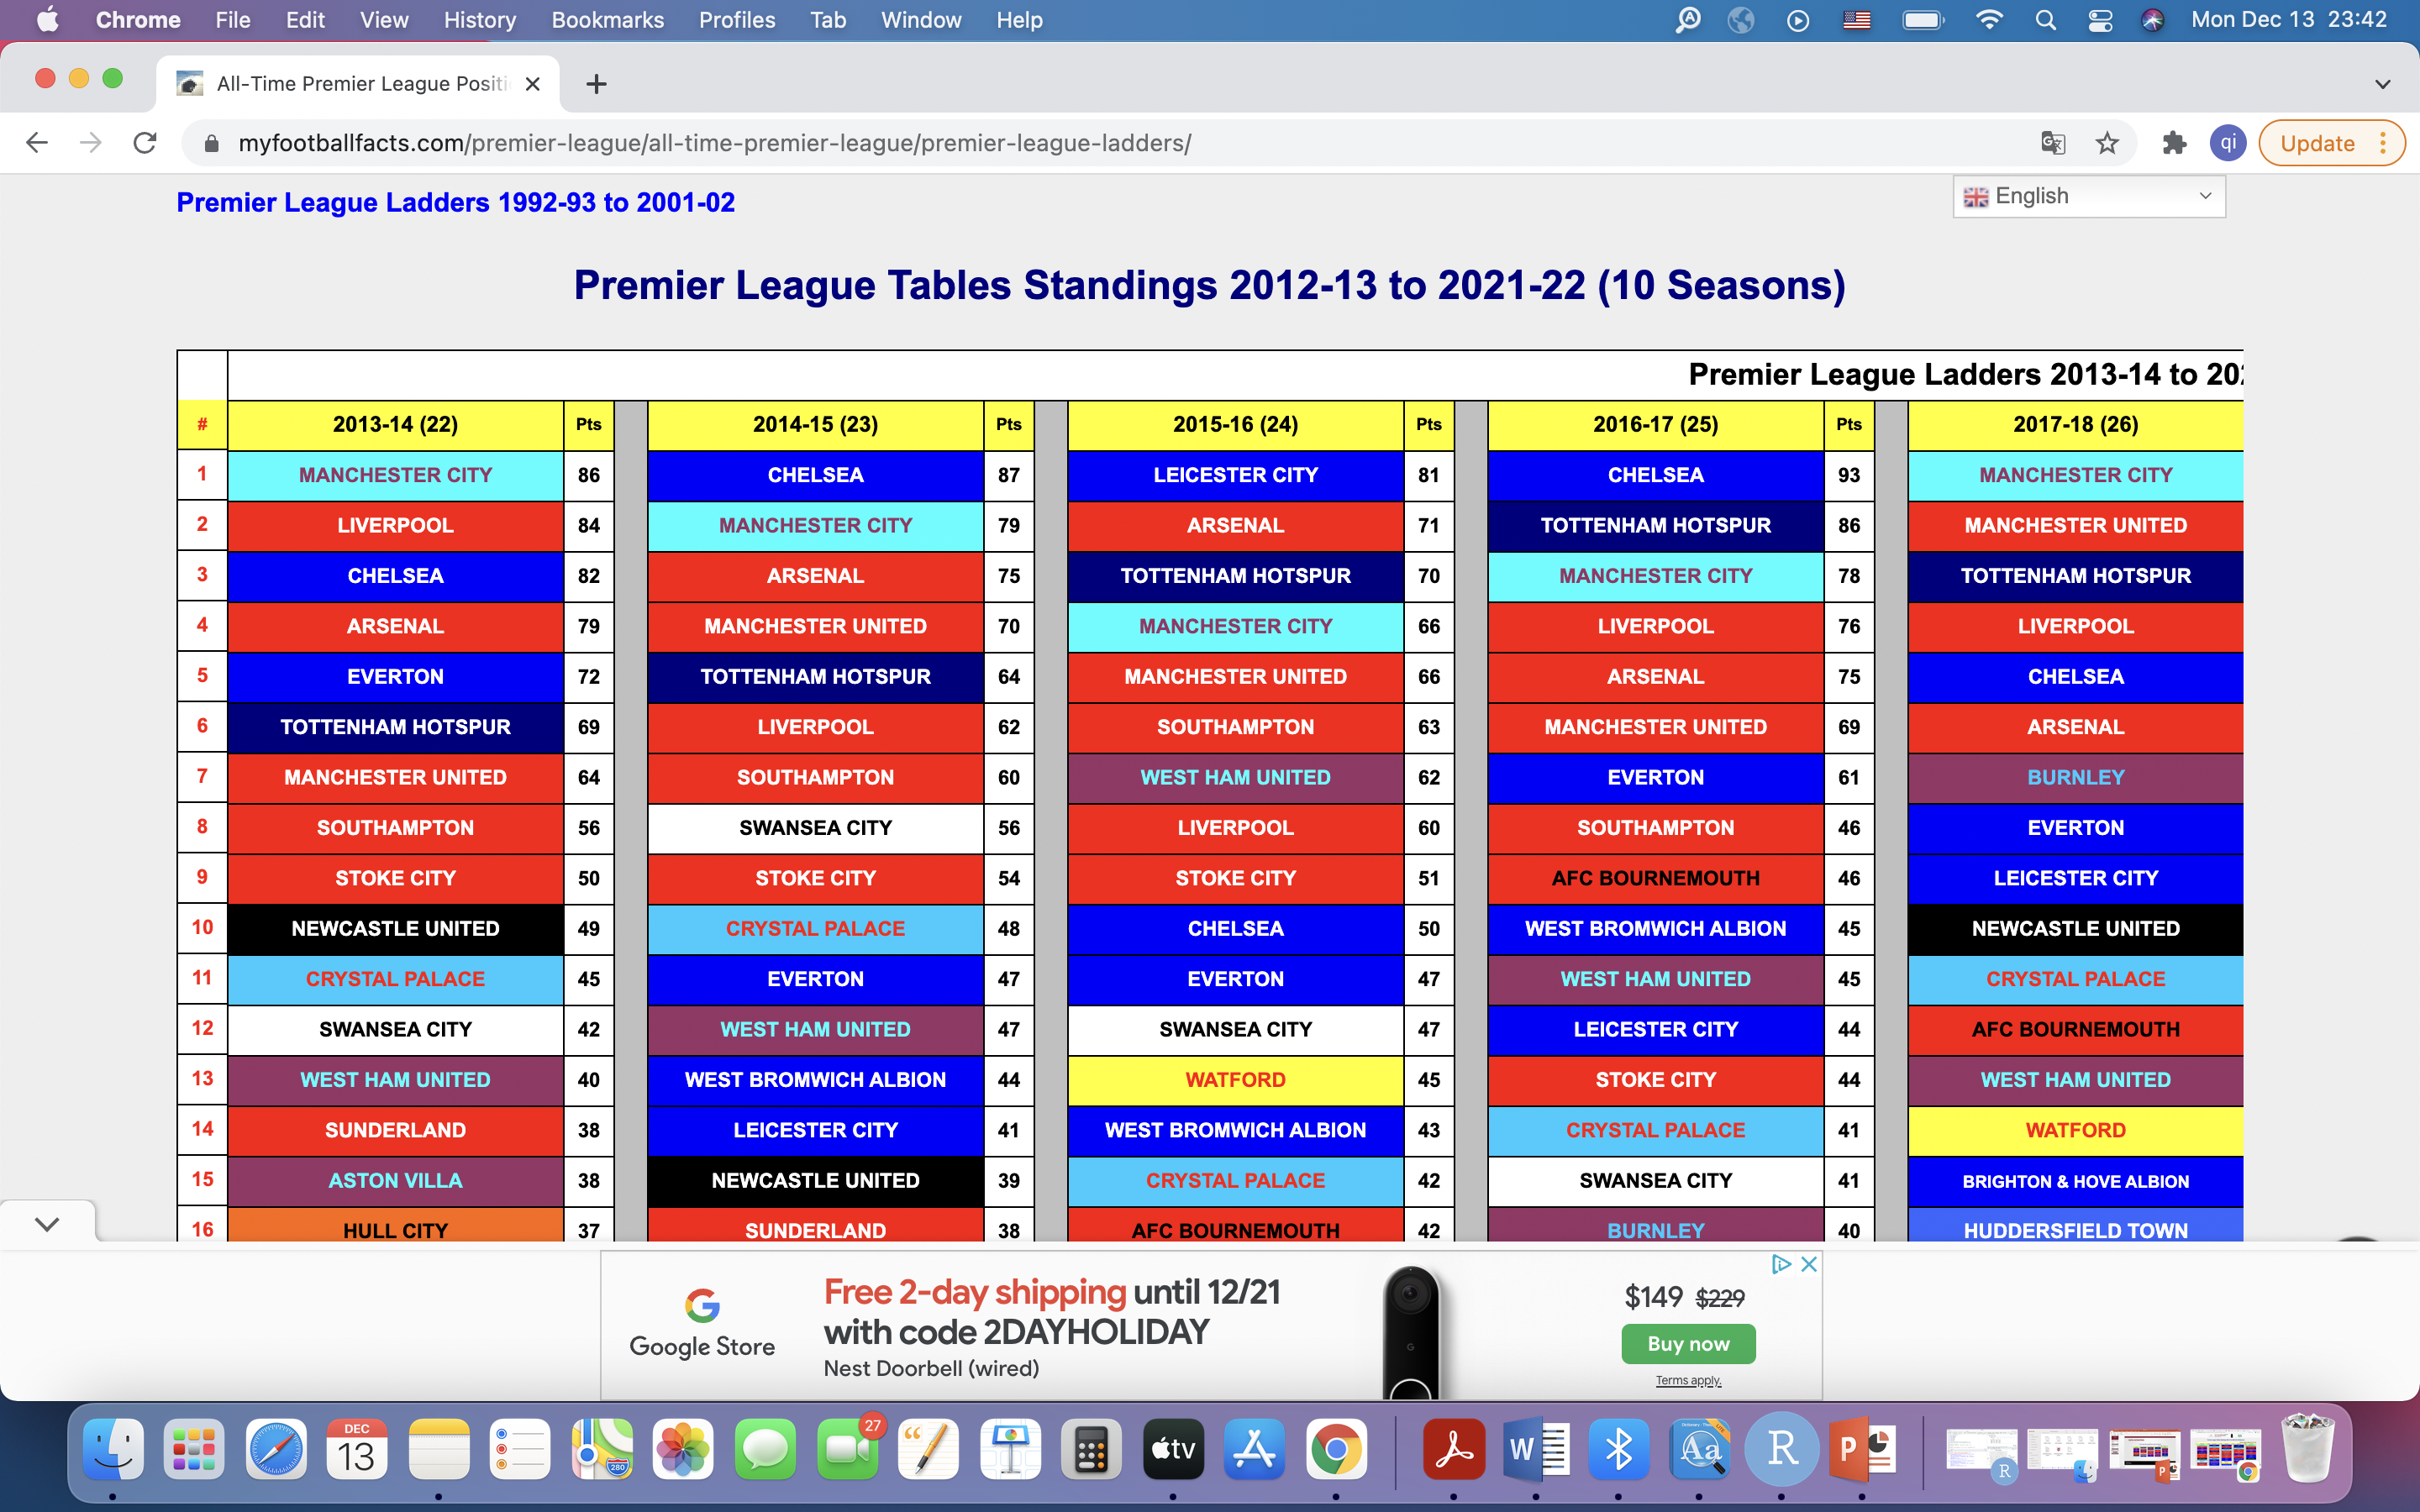 Chrome File Edit View History Bookmarks Profiles Tab Window Help Mon Dec 13 23:42
All-Time Premier League Positi
myfootballfacts.com/premier-league/all-time-premier-league/premier-league-ladders/ qi Update
Premier League Ladders 1992-93 to 2001-02 English
Premier League Tables Standings 2012-13 to 2021-22 (10 Seasons)
Premier League Ladders 2013-14 to 20
# 2013-14 (22) Pts 2014-15 (23) Pts 2015-16 (24) Pts 2016-17 (25) Pts 2017-18 (26)
1 MANCHESTER CITY 86 CHELSEA 87 LEICESTER CITY 81 CHELSEA 93 MANCHESTER CITY
2 LIVERPOOL 84 MANCHESTER CITY 79 ARSENAL 71 TOTTENHAM HOTSPUR 86 MANCHESTER UNITED
3 CHELSEA 82 ARSENAL 75 TOTTENHAM HOTSPUR 70 MANCHESTER CITY 78 TOTTENHAM HOTSPUR
4 ARSENAL 79 MANCHESTER UNITED 70 MANCHESTER CITY 66 LIVERPOOL 76 LIVERPOOL
5 EVERTON 72 TOTTENHAM HOTSPUR 64 MANCHESTER UNITED 66 ARSENAL 75 CHELSEA
6 TOTTENHAM HOTSPUR 69 LIVERPOOL 62 SOUTHAMPTON 63 MANCHESTER UNITED 69 ARSENAL
7 MANCHESTER UNITED 64 SOUTHAMPTON 60 WEST HAM UNITED 62 EVERTON 61 BURNLEY
8 SOUTHAMPTON 56 SWANSEA CITY 56 LIVERPOOL 60 SOUTHAMPTON 46 EVERTON
9 STOKE CITY 50 STOKE CITY 54 STOKE CITY 51 AFC BOURNEMOUTH 46 LEICESTER CITY
10 NEWCASTLE UNITED 49 CRYSTAL PALACE 48 CHELSEA 50 WEST BROMWICH ALBION 45 NEWCASTLE UNITED
11 CRYSTAL PALACE 45 EVERTON 47 EVERTON 47 WEST HAM UNITED 45 CRYSTAL PALACE
12 SWANSEA CITY 42 WEST HAM UNITED 47 SWANSEA CITY 47 LEICESTER CITY 44 AFC BOURNEMOUTH
13 WEST HAM UNITED 40 WEST BROMWICH ALBION 44 WATFORD 45 STOKE CITY 44 WEST HAM UNITED
14 SUNDERLAND 38 LEICESTER CITY 41 WEST BROMWICH ALBION 43 CRYSTAL PALACE 41 WATFORD
15 ASTON VILLA 38 NEWCASTLE UNITED 39 CRYSTAL PALACE 42 SWANSEA CITY 41 BRIGHTON & HOVE ALBION
16 HULL CITY 37 SUNDERLAND 38 AFC BOURNEMOUTH 42 BURNLEY 40 HUDDERSFIELD TOWN
Free 2-day shipping until 12/21
with code 2DAYHOLIDAY
Nest Doorbell (wired)
Google Store
$149 $229
Buy now
Terms apply.
DEC
13
280
27
tv
W
Aa
R
P